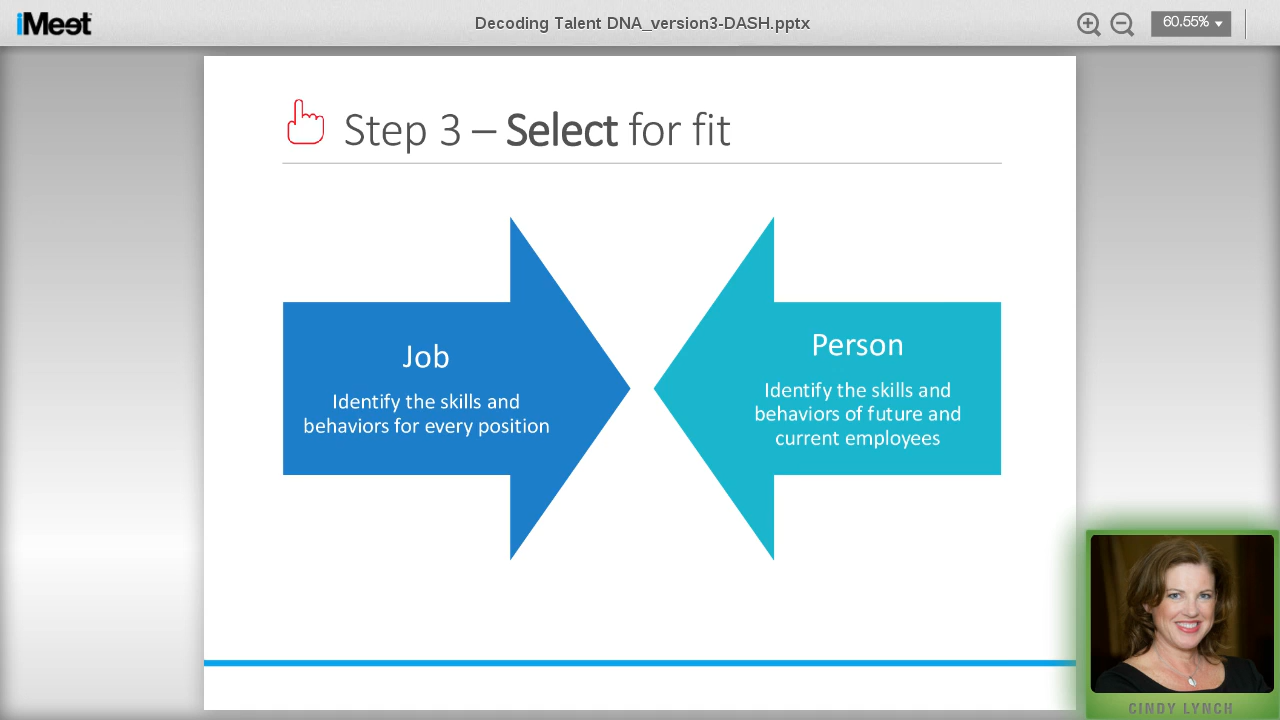 iMeet
Decoding Talent DNA_version3-DASH.pptx
60.55%
Step 3 – Select for fit
Job
Identify the skills and
behaviors for every position
Person
Identify the skills and
behaviors of future and
current employees
CINDY LYNCH